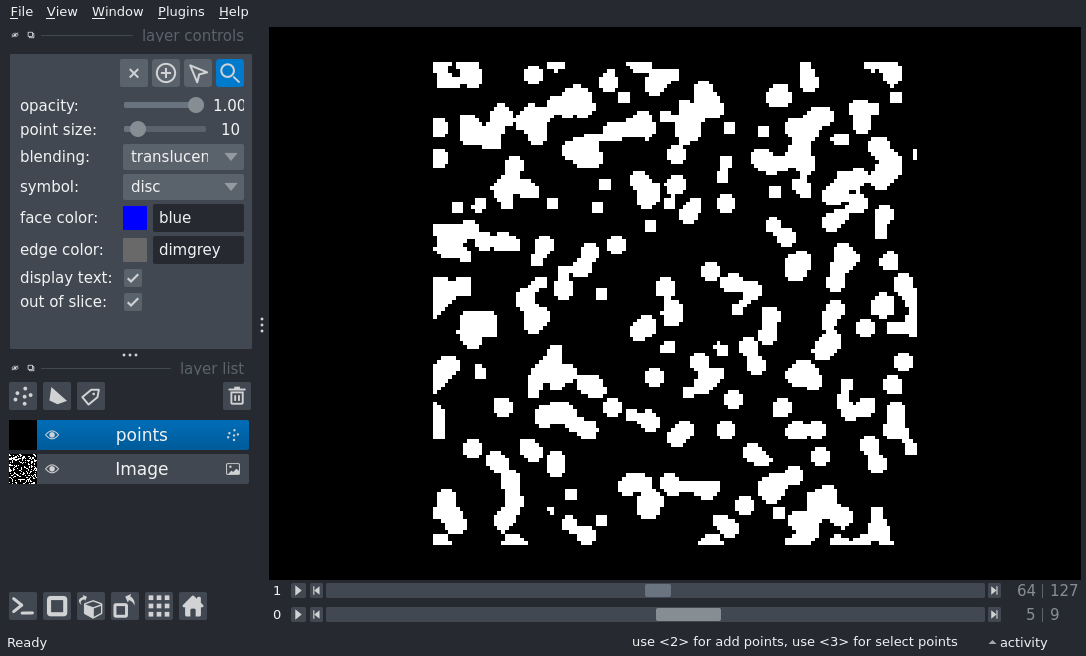 File View Window Plugins Help
layer controls
opacity: 1.00
point size: 10
blending: translucen
symbol: disc
face color: blue
edge color: dimgrey
display text:
out of slice:
layer list
points
Image
1 64 | 127
0 5 | 9
Ready use <2> for add points, use <3> for select points activity